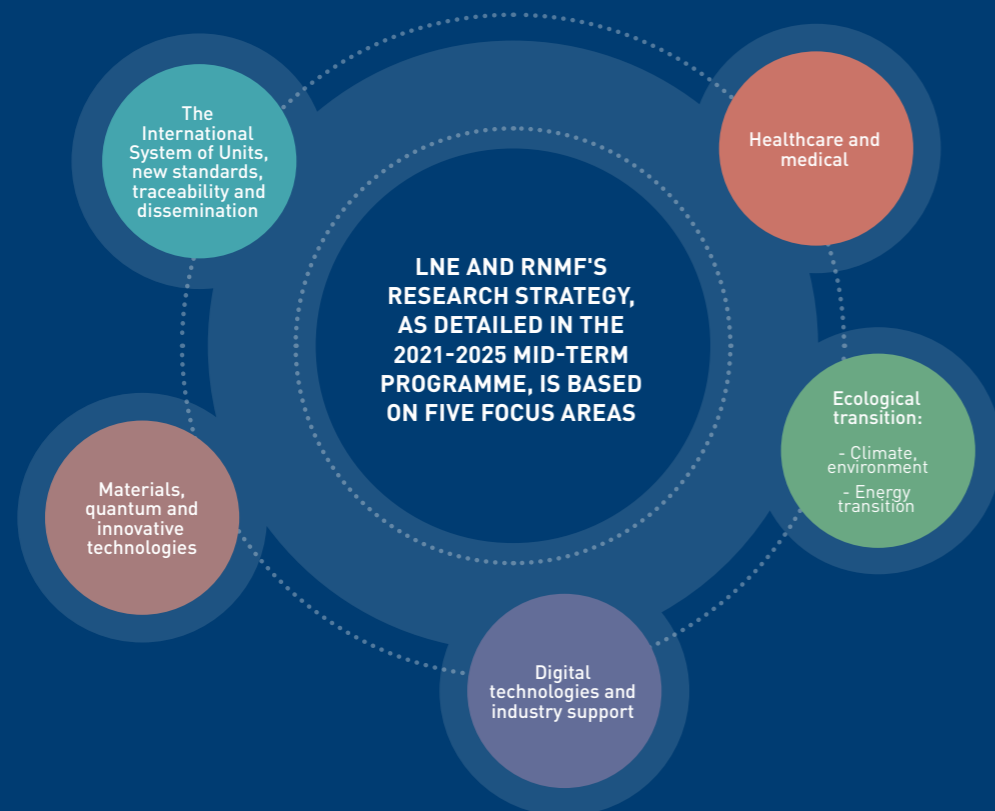 The
International
System of Units,
new standards,
traceability and
dissemination
Healthcare and
medical
LNE AND RNMF'S
RESEARCH STRATEGY,
AS DETAILED IN THE
2021-2025 MID-TERM
PROGRAMME, IS BASED
ON FIVE FOCUS AREAS
Ecological
transition:
- Climate,
environment
- Energy
transition
Materials,
quantum and
innovative
technologies
Digital
technologies and
industry support